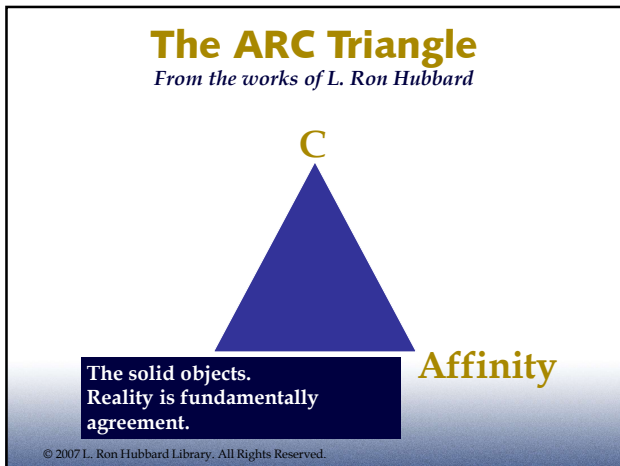 The ARC Triangle
From the works of L. Ron Hubbard
C
Affinity
The solid objects.
Reality is fundamentally
agreement.
© 2007 L. Ron Hubbard Library. All Rights Reserved.